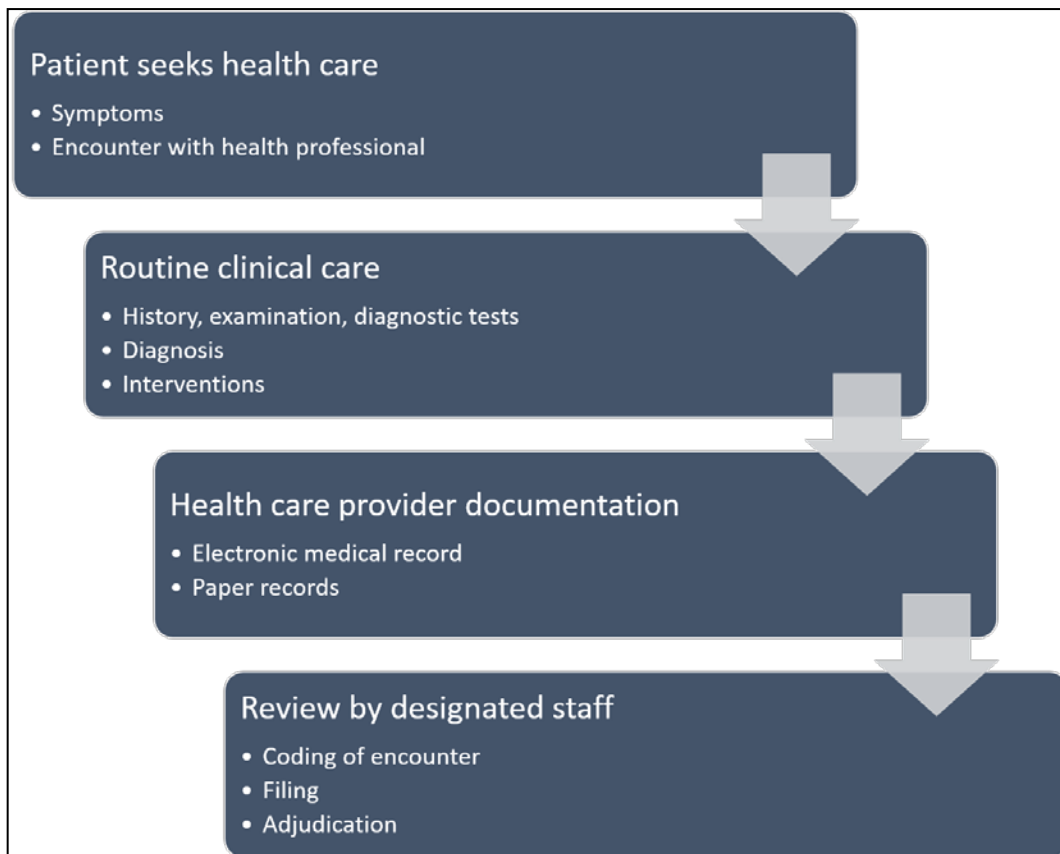 Patient seeks health care
• Symptoms
• Encounter with health professional
Routine clinical care
• History, examination, diagnostic tests
• Diagnosis
• Interventions
Health care provider documentation
• Electronic medical record
• Paper records
Review by designated staff
• Coding of encounter
• Filing
• Adjudication